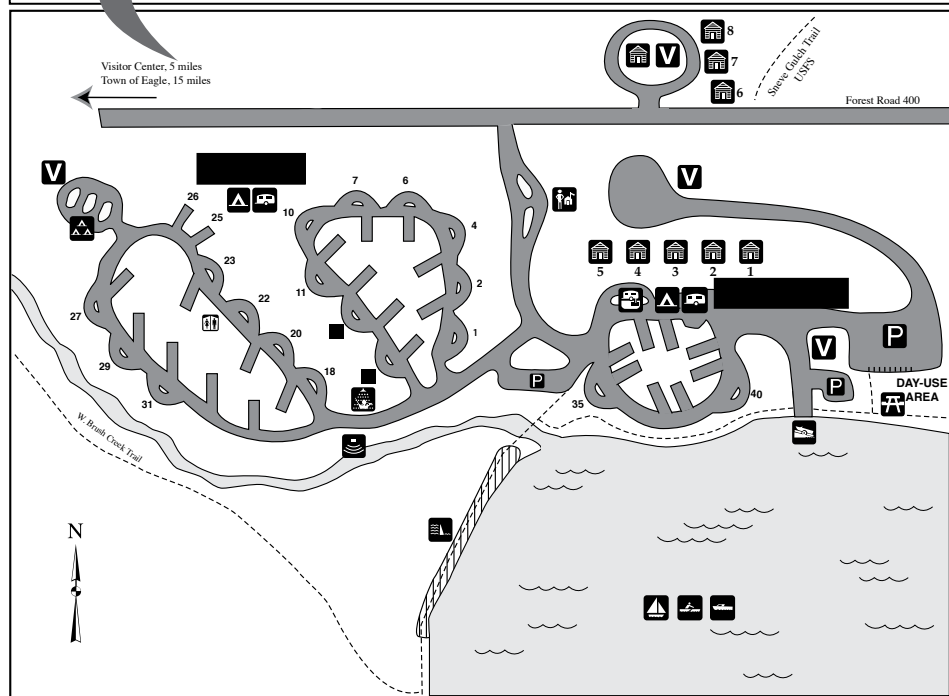 Visitor Center, 5 miles
Town of Eagle, 15 miles
V
8
7
6
Sneve Gulch Trail
USFS
Forest Road 400
V
V
26
25
7
6
10
4
23
5
4
3
2
1
2
11
22
27
1
20
P
V
29
18
P
P
DAY-USE
AREA
31
35
40
W. Brush Creek Trail
N